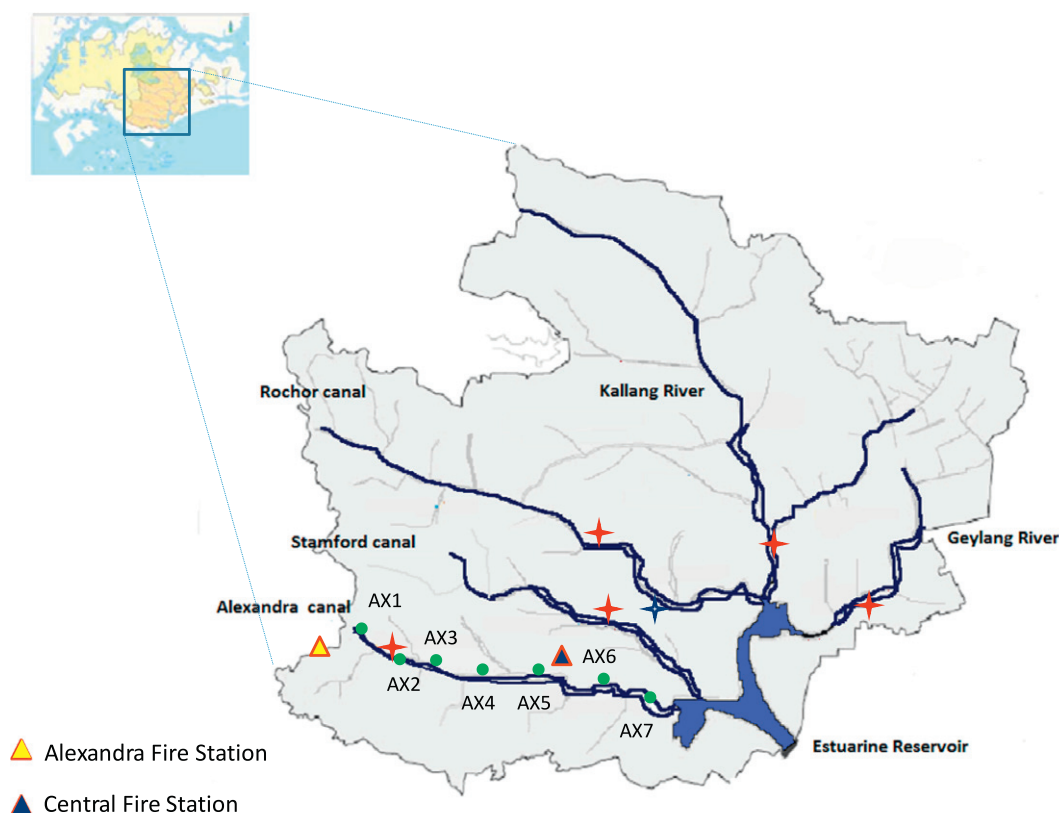 Rochor canal
Kallang River
Stamford canal
Geylang River
Alexandra canal
AX1
AX3
AX2
AX6
AX4
AX5
AX7
Estuarine Reservoir
Alexandra Fire Station
Central Fire Station